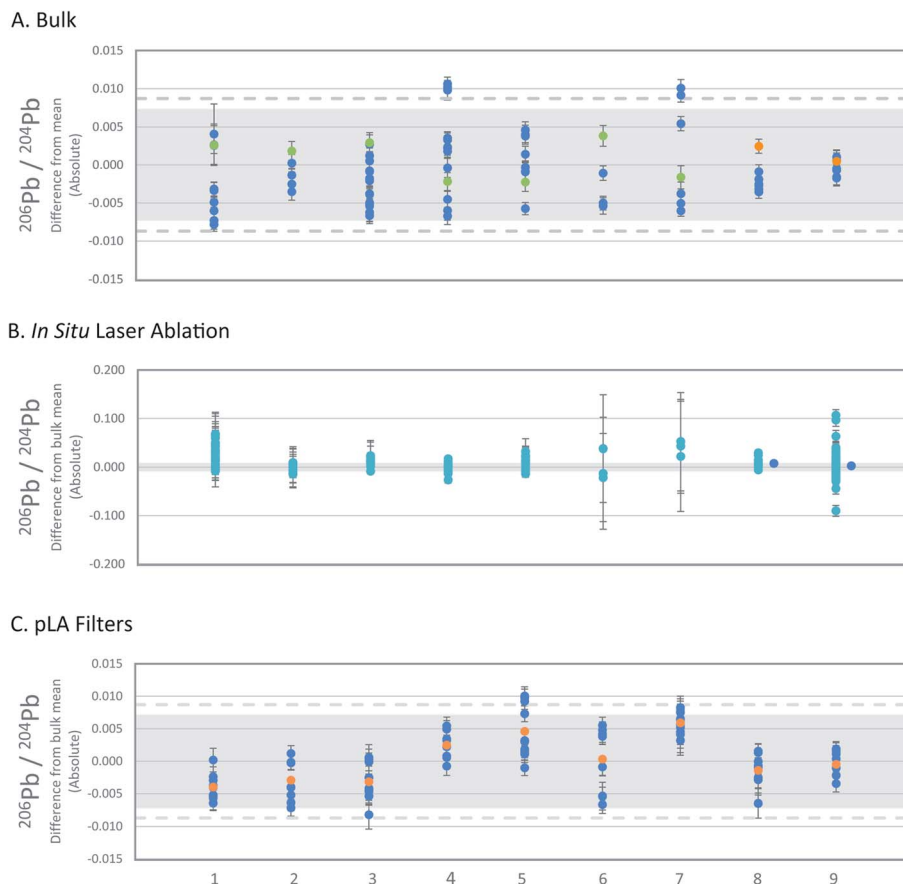 A. Bulk
206Pb / 204Pb
Difference from mean
(Absolute)
0.015
0.010
0.005
0.000
-0.005
-0.010
-0.015
B. In Situ Laser Ablation
206Pb / 204Pb
Difference from bulk mean
(Absolute)
0.200
0.100
0.000
-0.100
-0.200
C. pLA Filters
206Pb / 204Pb
Difference from bulk mean
(Absolute)
0.015
0.010
0.005
0.000
-0.005
-0.010
-0.015
1 2 3 4 5 6 7 8 9